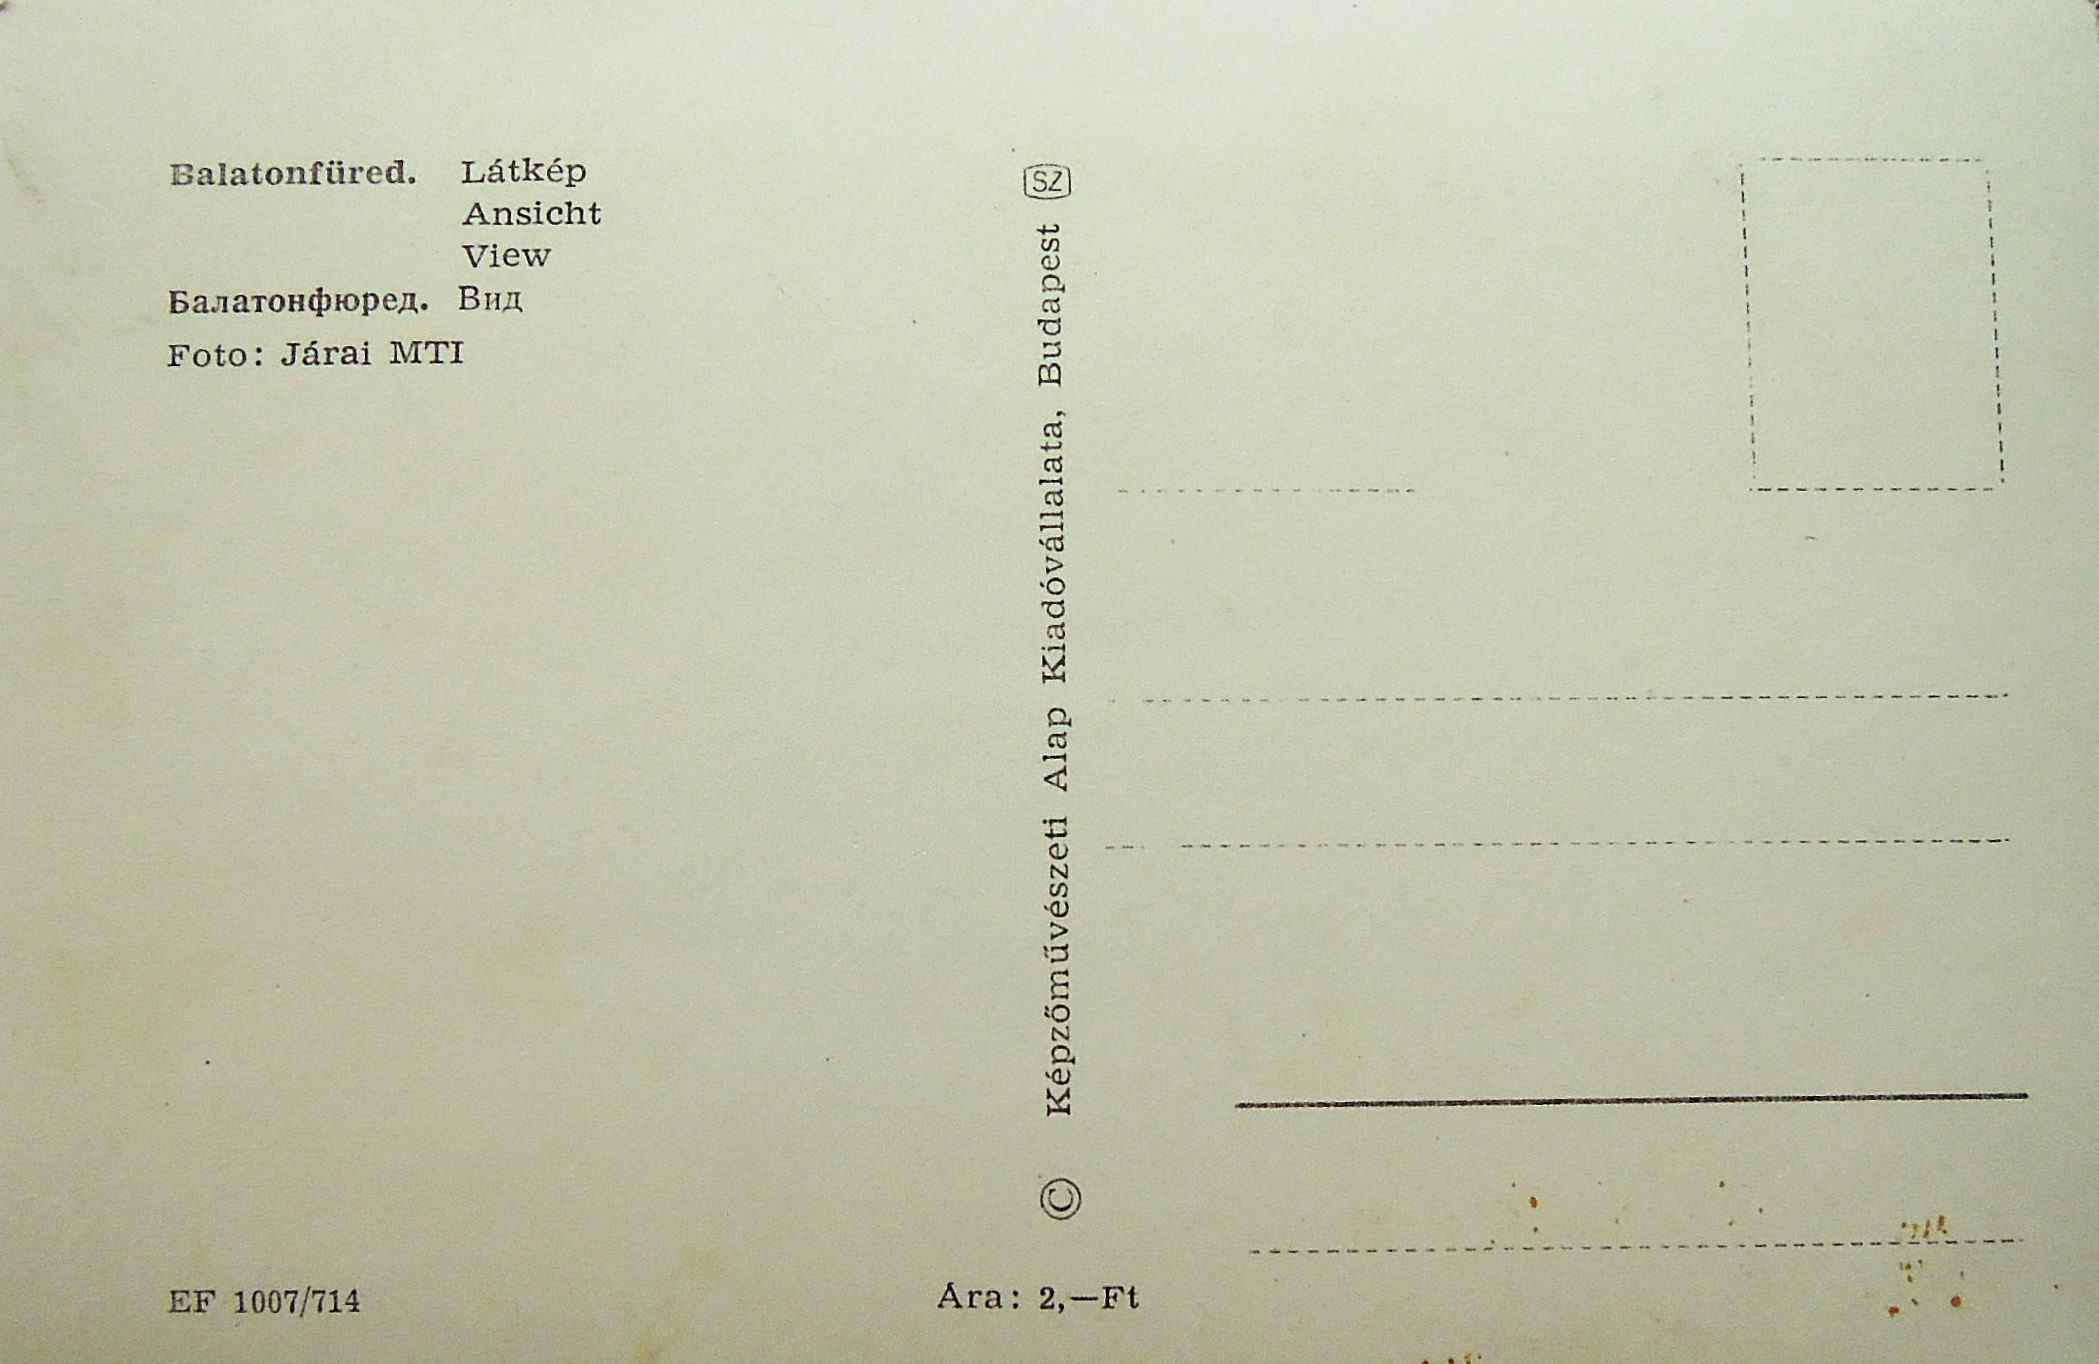 Balatonfüred. Látkép
Ansicht
View
Балатонфюред. Вид
Foto: Járai MTI
© Képzőművészeti Alap Kiadóvállalata, Budapest SZ
EF 1007/714
Ára: 2,—Ft